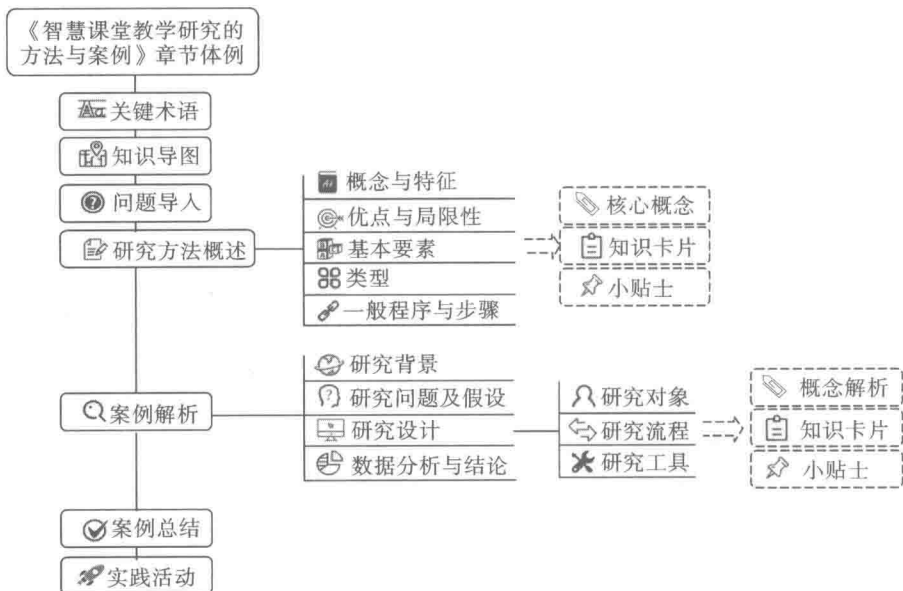 《智慧课堂教学研究的
方法与案例》章节体例
关键术语
知识导图
问题导入
研究方法概述
概念与特征
优点与局限性
基本要素
类型
一般程序与步骤
核心概念
知识卡片
小贴士
案例解析
研究背景
研究问题及假设
研究设计
数据分析与结论
研究对象
研究流程
研究工具
概念解析
知识卡片
小贴士
案例总结
实践活动